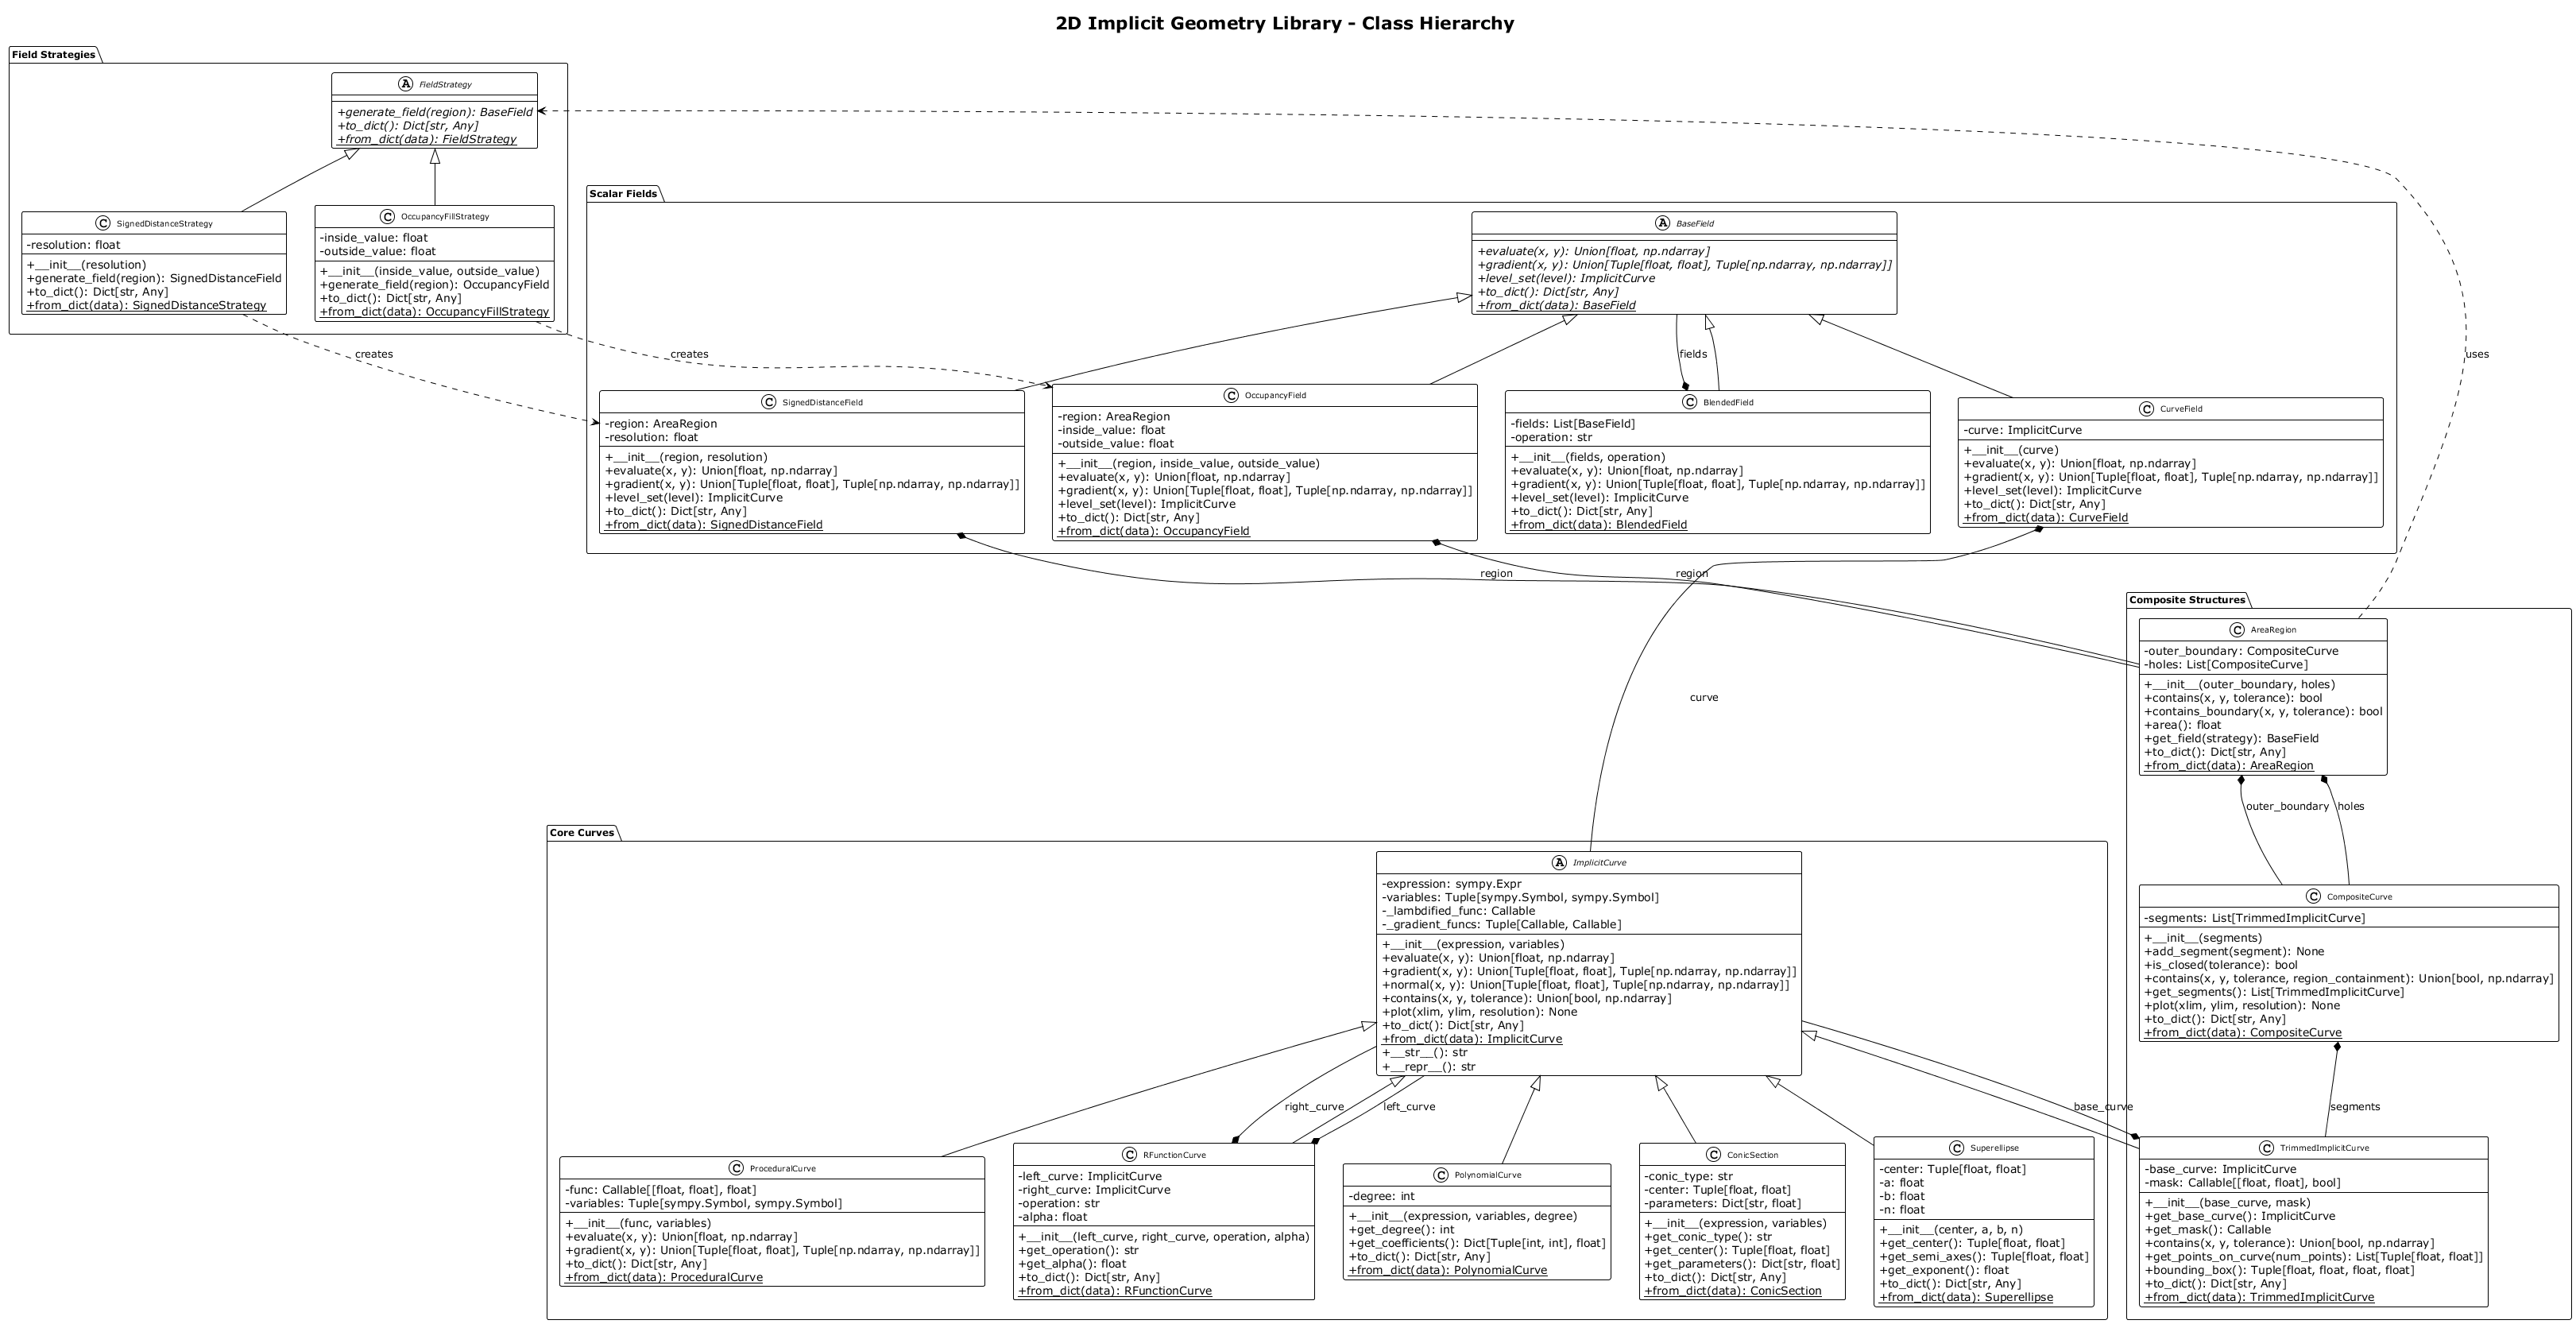 2D Implicit Geometry Library - Class Hierarchy
Field Strategies
A FieldStrategy
+generate_field(region): BaseField
+to_dict(): Dict[str, Any]
+from_dict(data): FieldStrategy
C SignedDistanceStrategy
-resolution: float
+__init__(resolution)
+generate_field(region): SignedDistanceField
+to_dict(): Dict[str, Any]
+from_dict(data): SignedDistanceStrategy
C OccupancyFillStrategy
-inside_value: float
-outside_value: float
+__init__(inside_value, outside_value)
+generate_field(region): OccupancyField
+to_dict(): Dict[str, Any]
+from_dict(data): OccupancyFillStrategy
creates
creates
uses
Scalar Fields
A BaseField
+evaluate(x, y): Union[float, np.ndarray]
+gradient(x, y): Union[Tuple[float, float], Tuple[np.ndarray, np.ndarray]]
+level_set(level): ImplicitCurve
+to_dict(): Dict[str, Any]
+from_dict(data): BaseField
fields
C SignedDistanceField
-region: AreaRegion
-resolution: float
+__init__(region, resolution)
+evaluate(x, y): Union[float, np.ndarray]
+gradient(x, y): Union[Tuple[float, float], Tuple[np.ndarray, np.ndarray]]
+level_set(level): ImplicitCurve
+to_dict(): Dict[str, Any]
+from_dict(data): SignedDistanceField
C OccupancyField
-region: AreaRegion
-inside_value: float
-outside_value: float
+__init__(region, inside_value, outside_value)
+evaluate(x, y): Union[float, np.ndarray]
+gradient(x, y): Union[Tuple[float, float], Tuple[np.ndarray, np.ndarray]]
+level_set(level): ImplicitCurve
+to_dict(): Dict[str, Any]
+from_dict(data): OccupancyField
C BlendedField
-fields: List[BaseField]
-operation: str
+__init__(fields, operation)
+evaluate(x, y): Union[float, np.ndarray]
+gradient(x, y): Union[Tuple[float, float], Tuple[np.ndarray, np.ndarray]]
+level_set(level): ImplicitCurve
+to_dict(): Dict[str, Any]
+from_dict(data): BlendedField
C CurveField
-curve: ImplicitCurve
+__init__(curve)
+evaluate(x, y): Union[float, np.ndarray]
+gradient(x, y): Union[Tuple[float, float], Tuple[np.ndarray, np.ndarray]]
+level_set(level): ImplicitCurve
+to_dict(): Dict[str, Any]
+from_dict(data): CurveField
region
region
curve
Composite Structures
C AreaRegion
-outer_boundary: CompositeCurve
-holes: List[CompositeCurve]
+__init__(outer_boundary, holes)
+contains(x, y, tolerance): bool
+contains_boundary(x, y, tolerance): bool
+area(): float
+get_field(strategy): BaseField
+to_dict(): Dict[str, Any]
+from_dict(data): AreaRegion
outer_boundary
holes
C CompositeCurve
-segments: List[TrimmedImplicitCurve]
+__init__(segments)
+add_segment(segment): None
+is_closed(tolerance): bool
+contains(x, y, tolerance, region_containment): Union[bool, np.ndarray]
+get_segments(): List[TrimmedImplicitCurve]
+plot(xlim, ylim, resolution): None
+to_dict(): Dict[str, Any]
+from_dict(data): CompositeCurve
segments
C TrimmedImplicitCurve
-base_curve: ImplicitCurve
-mask: Callable[[float, float], bool]
+__init__(base_curve, mask)
+get_base_curve(): ImplicitCurve
+get_mask(): Callable
+contains(x, y, tolerance): Union[bool, np.ndarray]
+get_points_on_curve(num_points): List[Tuple[float, float]]
+bounding_box(): Tuple[float, float, float, float]
+to_dict(): Dict[str, Any]
+from_dict(data): TrimmedImplicitCurve
Core Curves
A ImplicitCurve
-expression: sympy.Expr
-variables: Tuple[sympy.Symbol, sympy.Symbol]
-_lambdified_func: Callable
-_gradient_funcs: Tuple[Callable, Callable]
+__init__(expression, variables)
+evaluate(x, y): Union[float, np.ndarray]
+gradient(x, y): Union[Tuple[float, float], Tuple[np.ndarray, np.ndarray]]
+normal(x, y): Union[Tuple[float, float], Tuple[np.ndarray, np.ndarray]]
+contains(x, y, tolerance): Union[bool, np.ndarray]
+plot(xlim, ylim, resolution): None
+to_dict(): Dict[str, Any]
+from_dict(data): ImplicitCurve
+__str__(): str
+__repr__(): str
right_curve
left_curve
base_curve
C ProceduralCurve
-func: Callable[[float, float], float]
-variables: Tuple[sympy.Symbol, sympy.Symbol]
+__init__(func, variables)
+evaluate(x, y): Union[float, np.ndarray]
+gradient(x, y): Union[Tuple[float, float], Tuple[np.ndarray, np.ndarray]]
+to_dict(): Dict[str, Any]
+from_dict(data): ProceduralCurve
C RFunctionCurve
-left_curve: ImplicitCurve
-right_curve: ImplicitCurve
-operation: str
-alpha: float
+__init__(left_curve, right_curve, operation, alpha)
+get_operation(): str
+get_alpha(): float
+to_dict(): Dict[str, Any]
+from_dict(data): RFunctionCurve
C PolynomialCurve
-degree: int
+__init__(expression, variables, degree)
+get_degree(): int
+get_coefficients(): Dict[Tuple[int, int], float]
+to_dict(): Dict[str, Any]
+from_dict(data): PolynomialCurve
C ConicSection
-conic_type: str
-center: Tuple[float, float]
-parameters: Dict[str, float]
+__init__(expression, variables)
+get_conic_type(): str
+get_center(): Tuple[float, float]
+get_parameters(): Dict[str, float]
+to_dict(): Dict[str, Any]
+from_dict(data): ConicSection
C Superellipse
-center: Tuple[float, float]
-a: float
-b: float
-n: float
+__init__(center, a, b, n)
+get_center(): Tuple[float, float]
+get_semi_axes(): Tuple[float, float]
+get_exponent(): float
+to_dict(): Dict[str, Any]
+from_dict(data): Superellipse